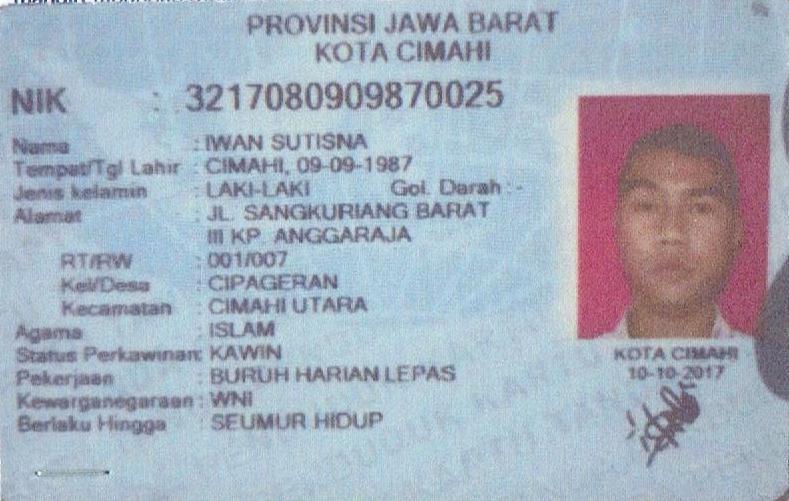 PROVINSI JAWA BARAT
KOTA CIMAHI
NIK : 3217080909870025
Nama : IWAN SUTISNA
Tempat/Tgl Lahir : CIMAHI, 09-09-1987
Jenis kelamin : LAKI-LAKI Gol. Darah : -
Alamat : JL. SANGKURIANG BARAT
III KP. ANGGARAJA
RT/RW : 001/007
Kel/Desa : CIPAGERAN
Kecamatan : CIMAHI UTARA
Agama : ISLAM
Status Perkawinan: KAWIN
Pekerjaan : BURUH HARIAN LEPAS
Kewarganegaraan : WNI
Berlaku Hingga : SEUMUR HIDUP
KOTA CIMAHI
10-10-2017